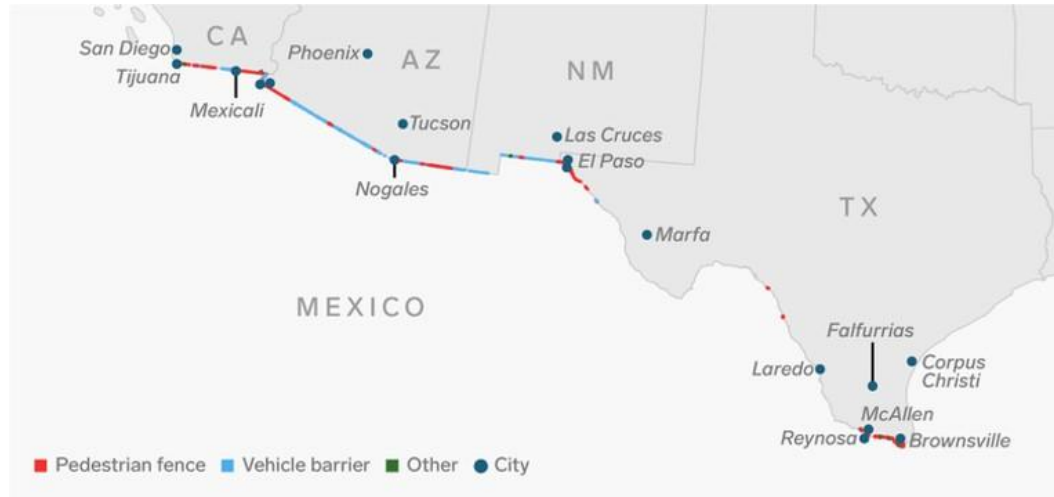 CA
San Diego
Phoenix
AZ
NM
Tijuana
Mexicali
Tucson
Las Cruces
El Paso
Nogales
TX
Marfa
MEXICO
Falfurrias
Laredo
Corpus
Christi
McAllen
Reynosa
Brownsville
Pedestrian fence
Vehicle barrier
Other
City